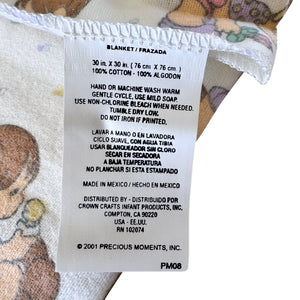 BLANKET / FRAZADA
30 in. X 30 in. ( 76 cm X 76 cm. )
100% COTTON - 100% ALGODON
HAND OR MACHINE WASH WARM
GENTLE CYCLE, USE MILD SOAP.
USE NON-CHLORINE BLEACH WHEN NEEDED.
TUMBLE DRY LOW.
DO NOT IRON IF PRINTED.
LAVAR A MANO O EN LAVADORA
CICLO SUAVE, CON AGUA TIBIA
USAR BLANQUEADOR SIN CLORO
SECAR EN SECADORA
A BAJA TEMPERATURA
NO PLANCHAR SI ESTA ESTAMPADO
MADE IN MEXICO / HECHO EN MEXICO
DISTRIBUTED BY - DISTRIBUIDO POR
CROWN CRAFTS INFANT PRODUCTS, INC.
COMPTON, CA 90220
USA - EE.UU.
RN 102074
© 2001 PRECIOUS MOMENTS, INC.
PM08